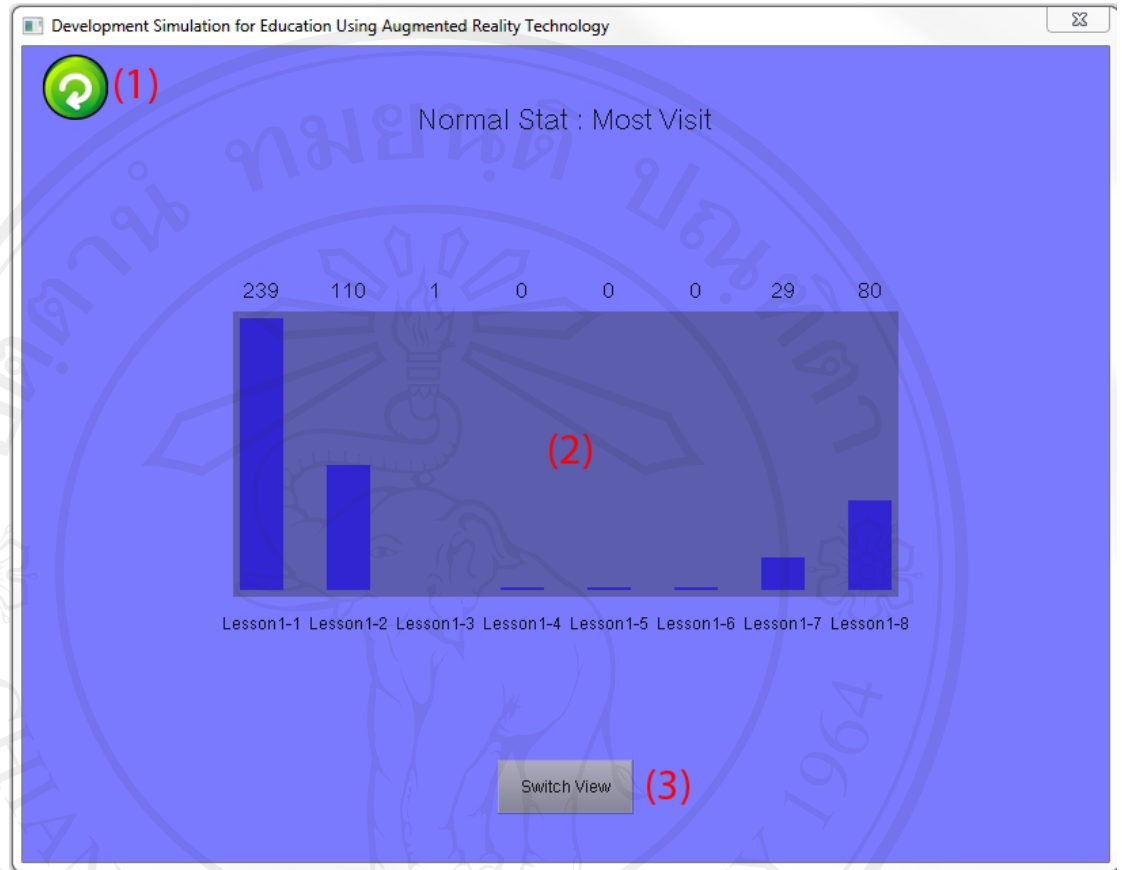 Development Simulation for Education Using Augmented Reality Technology
(1)
Normal Stat : Most Visit
239 110 1 0 0 0 29 80
(2)
Lesson1-1 Lesson1-2 Lesson1-3 Lesson1-4 Lesson1-5 Lesson1-6 Lesson1-7 Lesson1-8
Switch View (3)
1964